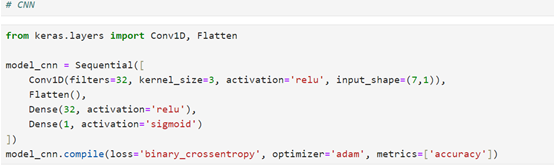 # CNN
from keras.layers import Conv1D, Flatten
model_cnn = Sequential([
    Conv1D(filters=32, kernel_size=3, activation='relu', input_shape=(7,1)),
    Flatten(),
    Dense(32, activation='relu'),
    Dense(1, activation='sigmoid')
])
model_cnn.compile(loss='binary_crossentropy', optimizer='adam', metrics=['accuracy'])